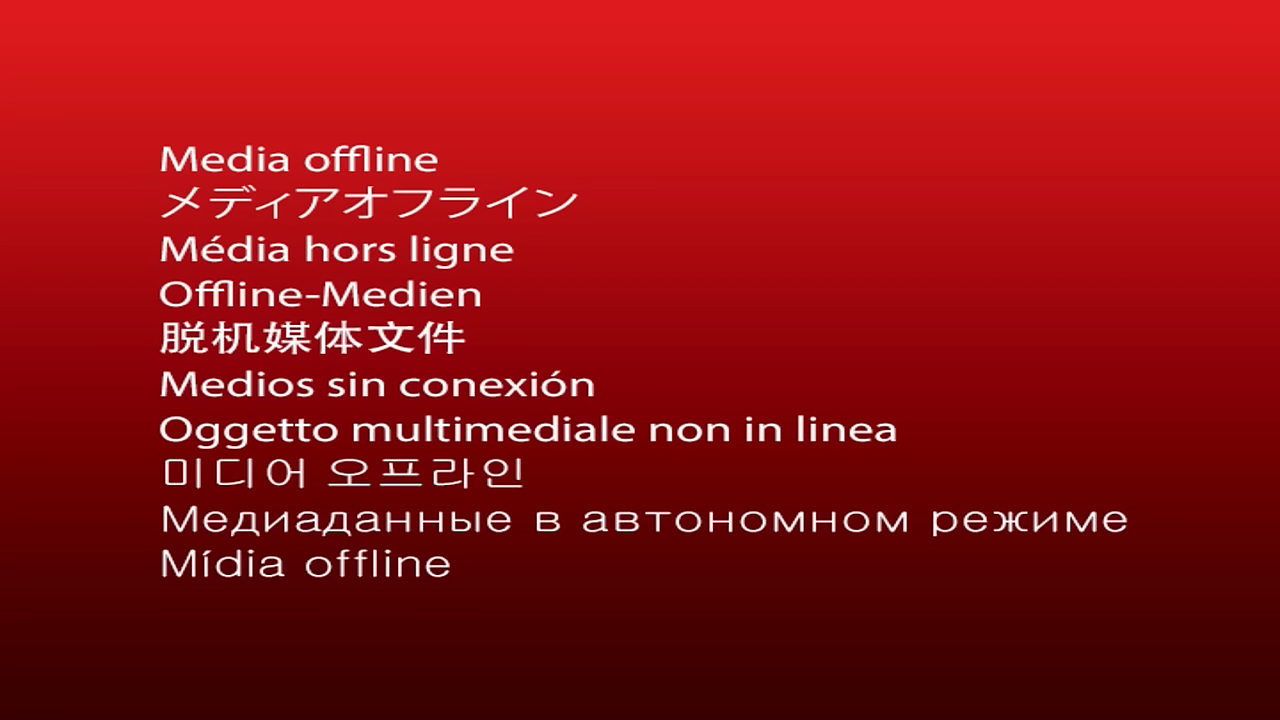 Media offline
メディアオフライン
Média hors ligne
Offline-Medien
脱机媒体文件
Medios sin conexión
Oggetto multimediale non in linea
미디어 오프라인
Медиаданные в автономном режиме
Mídia offline